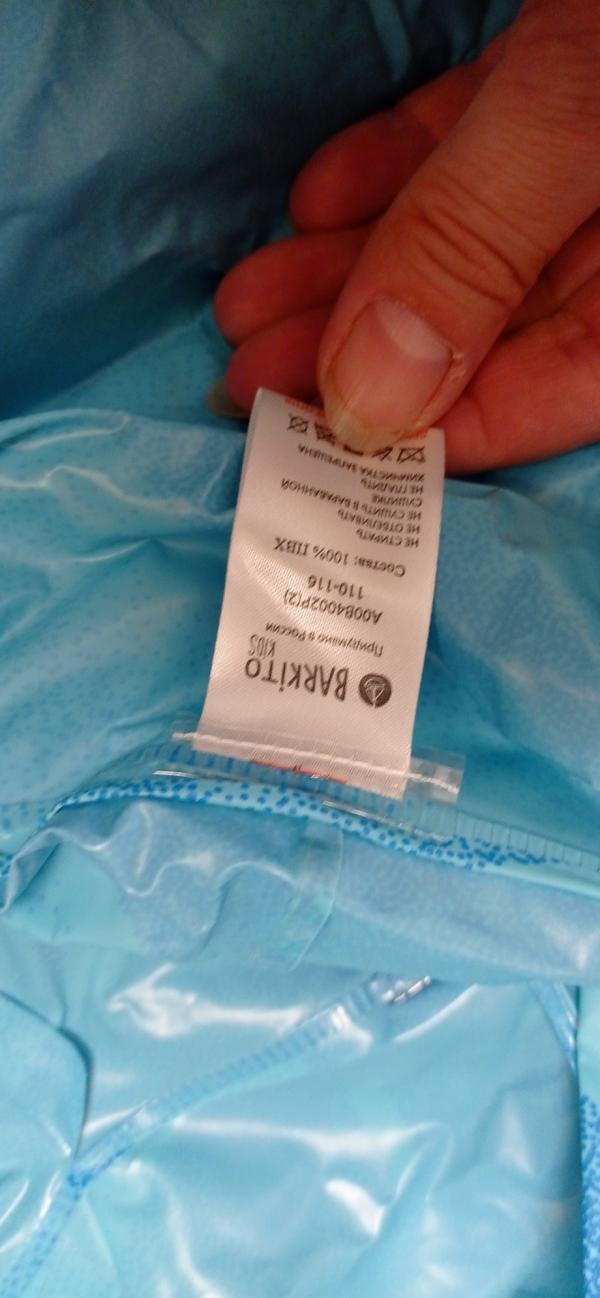 BARKITO
KIDS
Придумано в России
A00B4002P(2)
110-116
Состав: 100% ПВХ
НЕ СТИРАТЬ
НЕ ОТБЕЛИВАТЬ
НЕ СУШИТЬ В БАРАБАННОЙ
СУШИЛКЕ
НЕ ГЛАДИТЬ
ХИМЧИСТКА ЗАПРЕЩЕНА